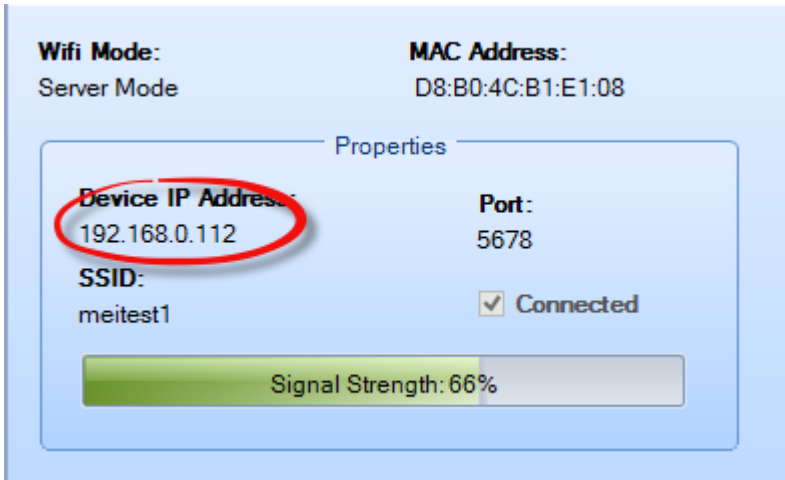 Wifi Mode: MAC Address:
Server Mode D8:B0:4C:B1:E1:08
Properties
Device IP Address: Port:
192.168.0.112 5678
SSID:
meitest1 Connected
Signal Strength: 66%